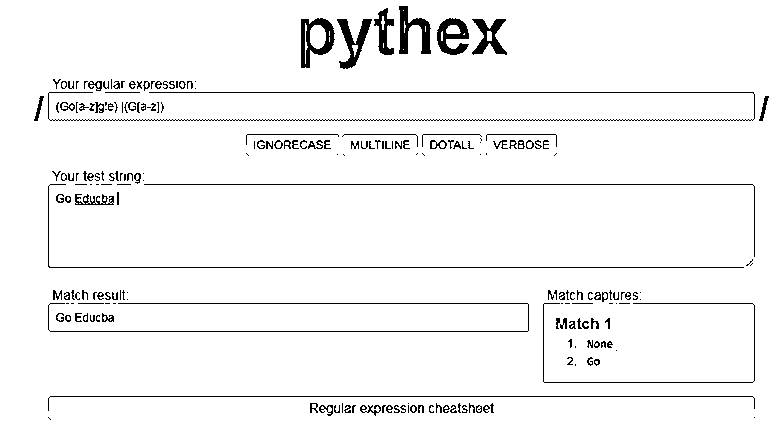 pythex
Your regular expression:
/ (Go[a-z]g!e) |(G[a-z]) /
IGNORECASE MULTILINE DOTALL VERBOSE
Your test string:
Go Educba
Match result:
Match captures:
Go Educba
Match 1
1. None
2. Go
Regular expression cheatsheet